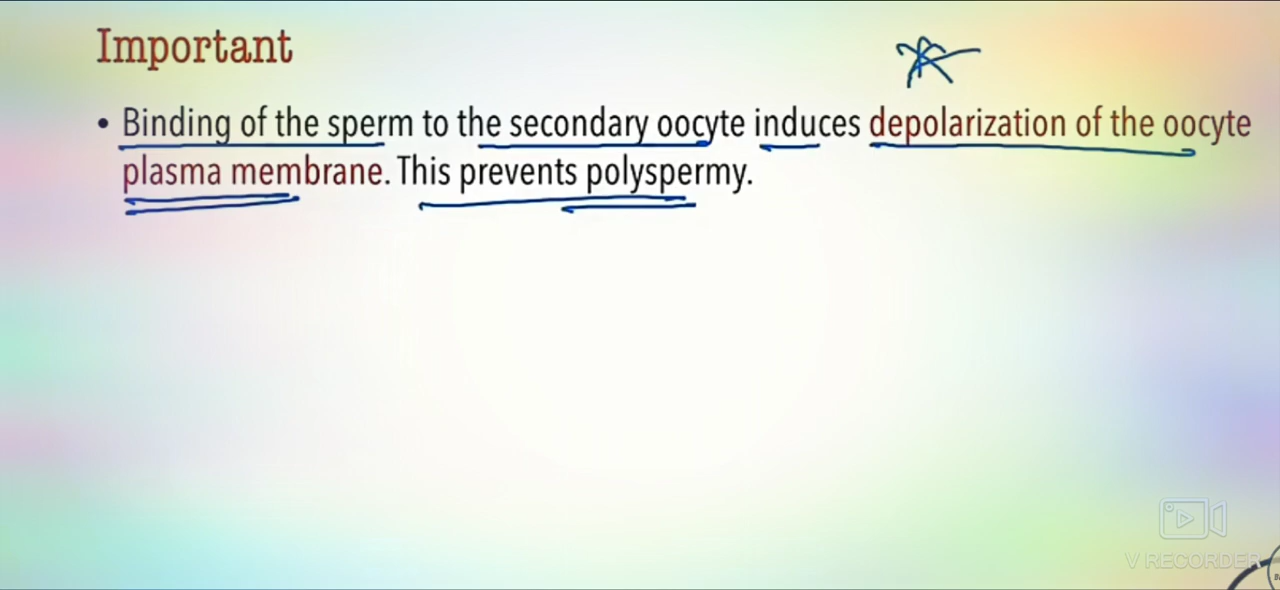 Important
• Binding of the sperm to the secondary oocyte induces depolarization of the oocyte
plasma membrane. This prevents polyspermy.
V RECORDER